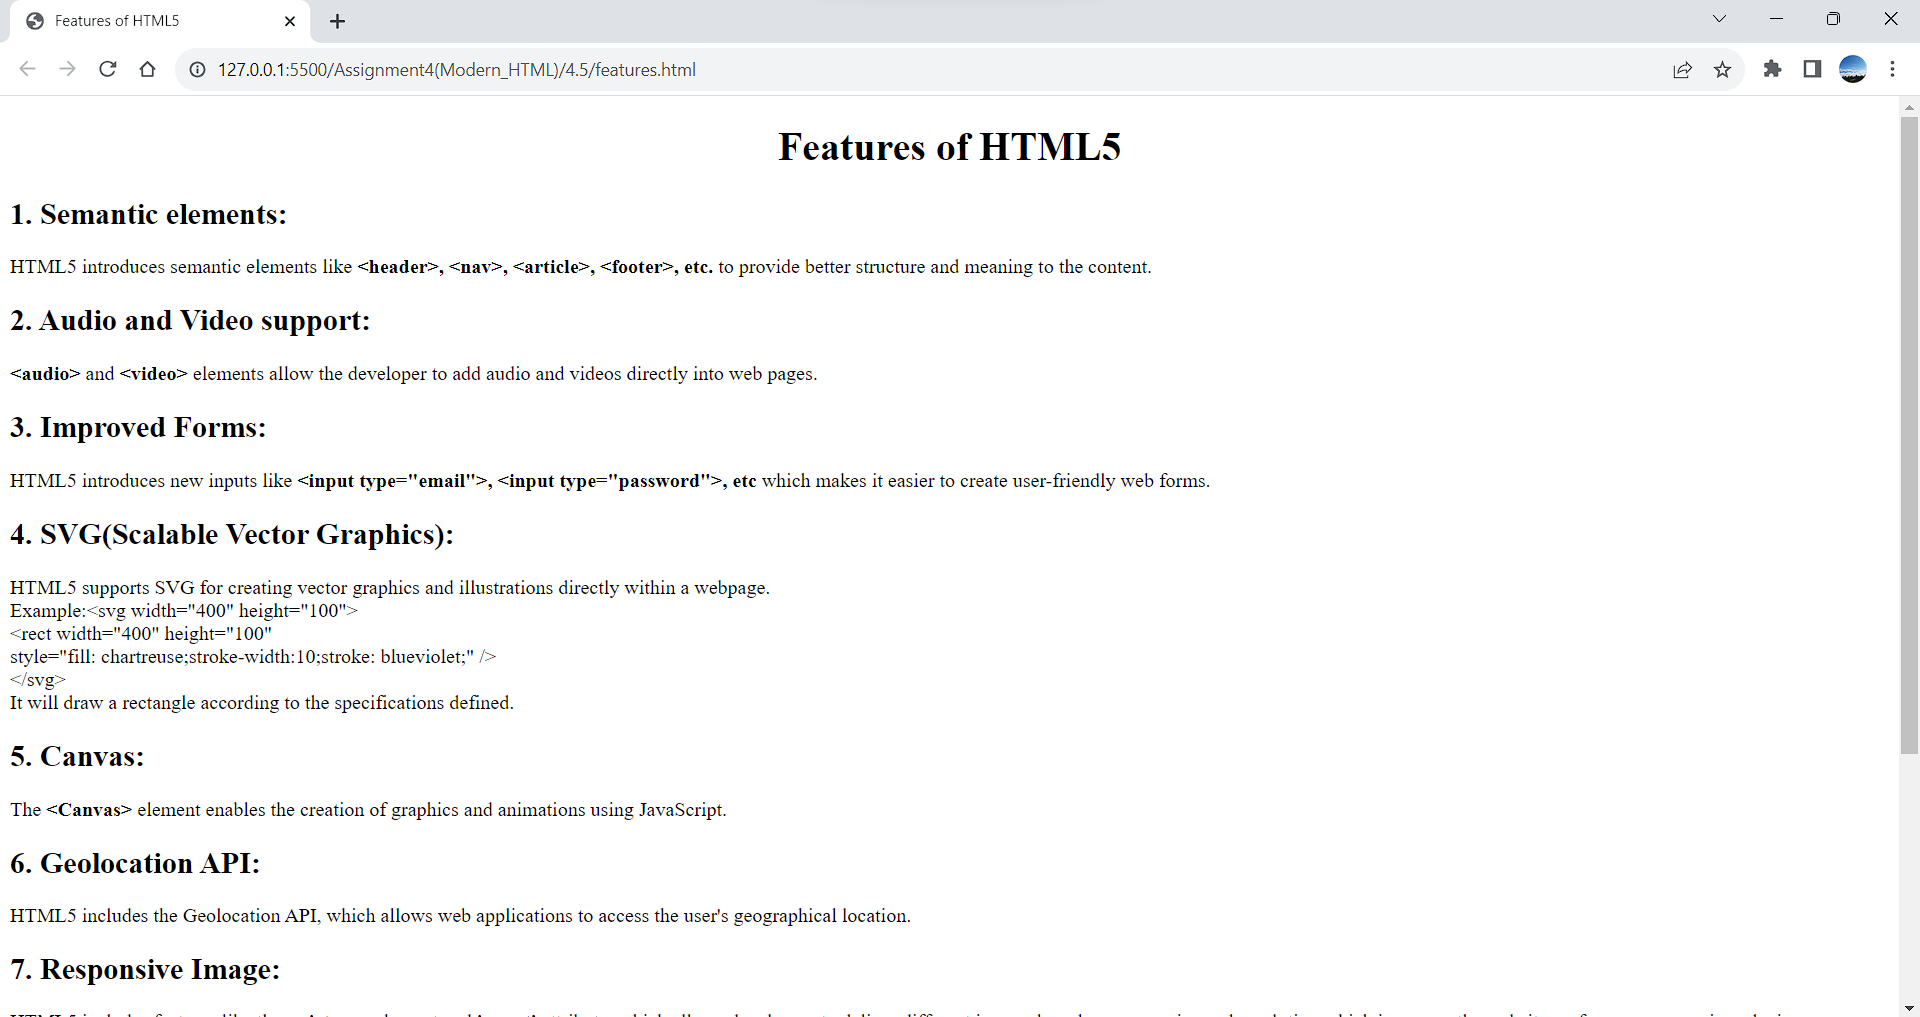 Features of HTML5
127.0.0.1:5500/Assignment4(Modern_HTML)/4.5/features.html
Features of HTML5
1. Semantic elements:
HTML5 introduces semantic elements like <header>, <nav>, <article>, <footer>, etc. to provide better structure and meaning to the content.
2. Audio and Video support:
<audio> and <video> elements allow the developer to add audio and videos directly into web pages.
3. Improved Forms:
HTML5 introduces new inputs like <input type="email">, <input type="password">, etc which makes it easier to create user-friendly web forms.
4. SVG(Scalable Vector Graphics):
HTML5 supports SVG for creating vector graphics and illustrations directly within a webpage.
Example:<svg width="400" height="100">
<rect width="400" height="100"
style="fill: chartreuse;stroke-width:10;stroke: blueviolet;" />
</svg>
It will draw a rectangle according to the specifications defined.
5. Canvas:
The <Canvas> element enables the creation of graphics and animations using JavaScript.
6. Geolocation API:
HTML5 includes the Geolocation API, which allows web applications to access the user's geographical location.
7. Responsive Image: